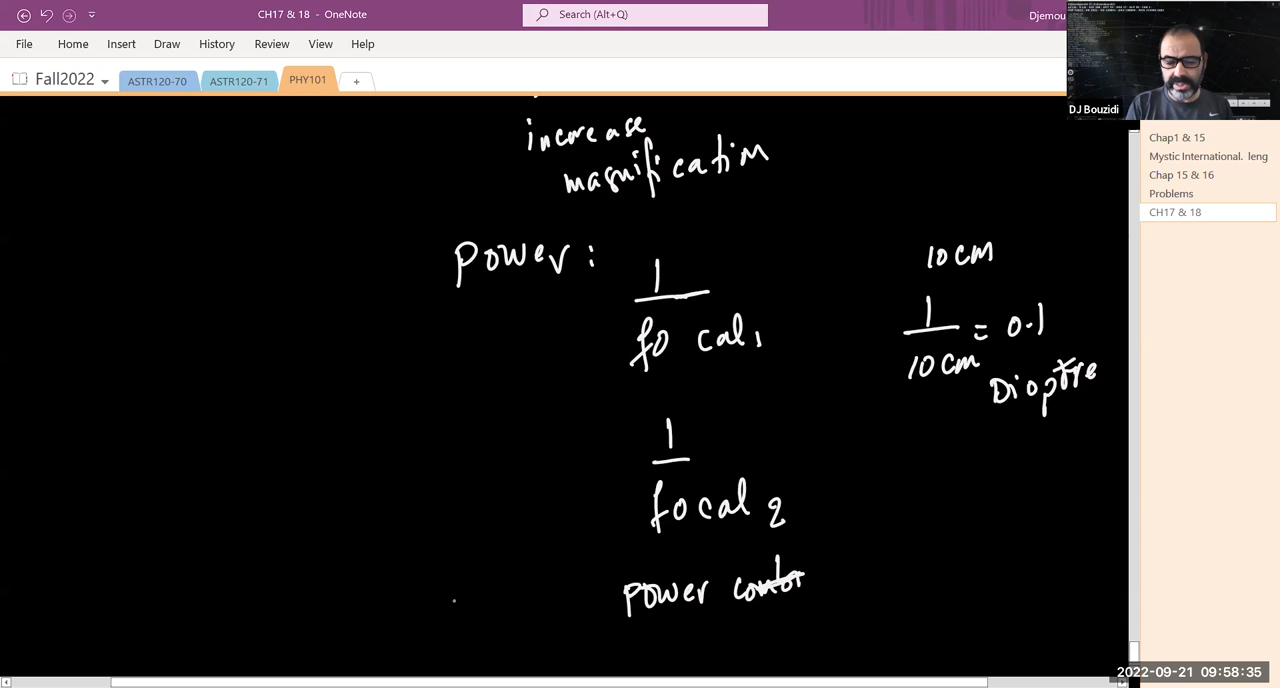 CH17 & 18 - OneNote
Search (Alt+Q)
Djemou
File Home Insert Draw History Review View Help
Fall2022 ASTR120-70 ASTR120-71 PHY101 +
DJ Bouzidi
Chap1 & 15
Mystic International. leng
Chap 15 & 16
Problems
CH17 & 18
increase
magnification
Power:
1
focal 1
10 cm
1
10 cm
= 0.1
Dioptre
1
focal 2
power
2022-09-21 09:58:35